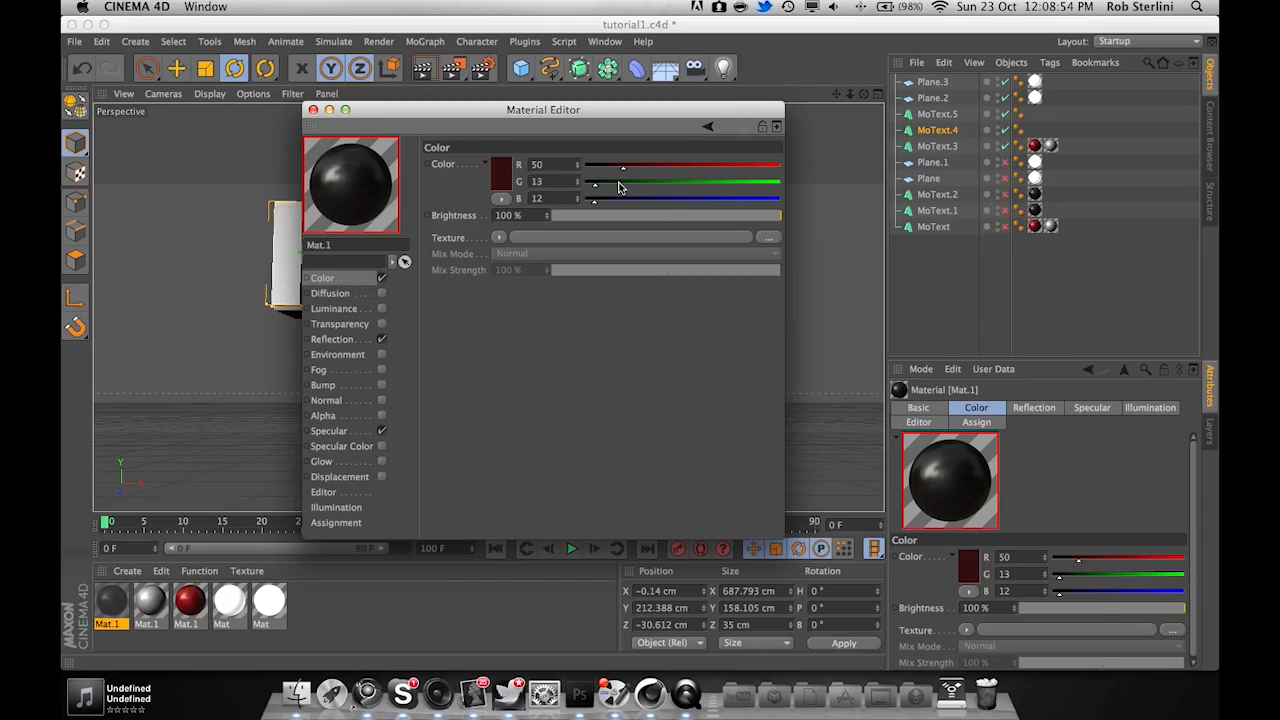 CINEMA 4D Window (98%) Sun 23 Oct 12:08:54 Rob Sterlini
tutorial1.c4d *
File Edit Create Select Tools Mesh Animate Simulate Render MoGraph Character Plugins Script Window Help Layout: Startup
File Edit View Objects Tags Bookmarks
View Cameras Display Options Filter Panel
Perspective
Plane.3
Plane.2
MoText.5
MoText.4
MoText.3
Plane.1
Plane
MoText.2
MoText.1
MoText
Objects
Content Browser
Structure
Material Editor
Color
Color R 50
G 13
B 12
Brightness 100 %
Texture ...
Mix Mode Normal
Mix Strength 100 %
Mat.1
Color
Diffusion
Luminance
Transparency
Reflection
Environment
Fog
Bump
Normal
Alpha
Specular
Specular Color
Glow
Displacement
Editor
Illumination
Assignment
Y
X
Z
Mode Edit User Data
Material [Mat.1]
Basic Color Reflection Specular Illumination
Editor Assign
Color
Color R 50
G 13
B 12
Brightness 100 %
Texture ...
Mix Mode Normal
Mix Strength 100 %
Attributes
Layers
0 5 10 15 20 25 90 0 F
0 F 0 F 90 F 100 F
Create Edit Function Texture
Mat.1 Mat.1 Mat.1 Mat Mat
Position Size Rotation
X -0.14 cm X 687.793 cm H 0 °
Y 212.388 cm Y 158.105 cm P 0 °
Z -30.612 cm Z 35 cm B 0 °
Object (Rel) Size Apply
MAXON
CINEMA 4D
Undefined
Undefined